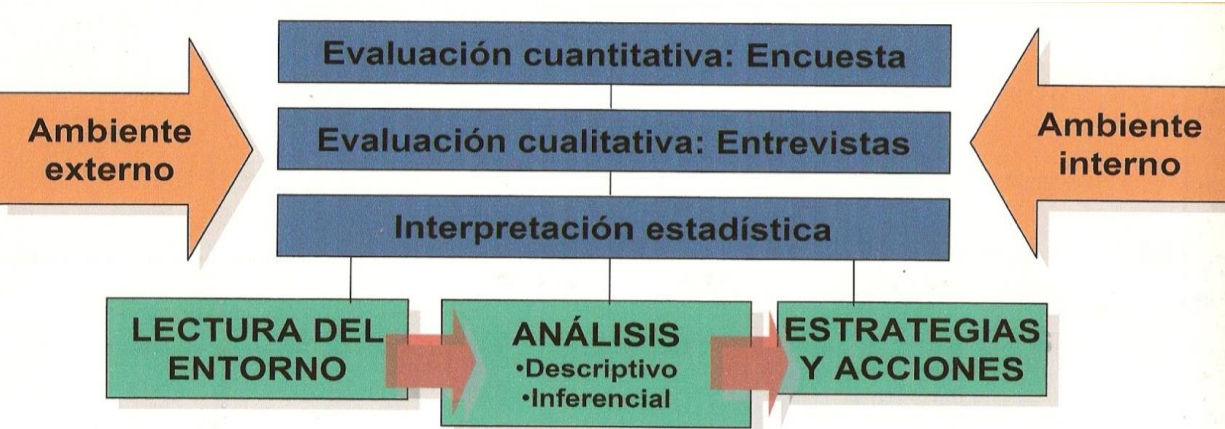 Evaluación cuantitativa: Encuesta
Ambiente
externo
Evaluación cualitativa: Entrevistas
Ambiente
interno
Interpretación estadística
LECTURA DEL
ENTORNO
ANÁLISIS
•Descriptivo
•Inferencial
ESTRATEGIAS
Y ACCIONES